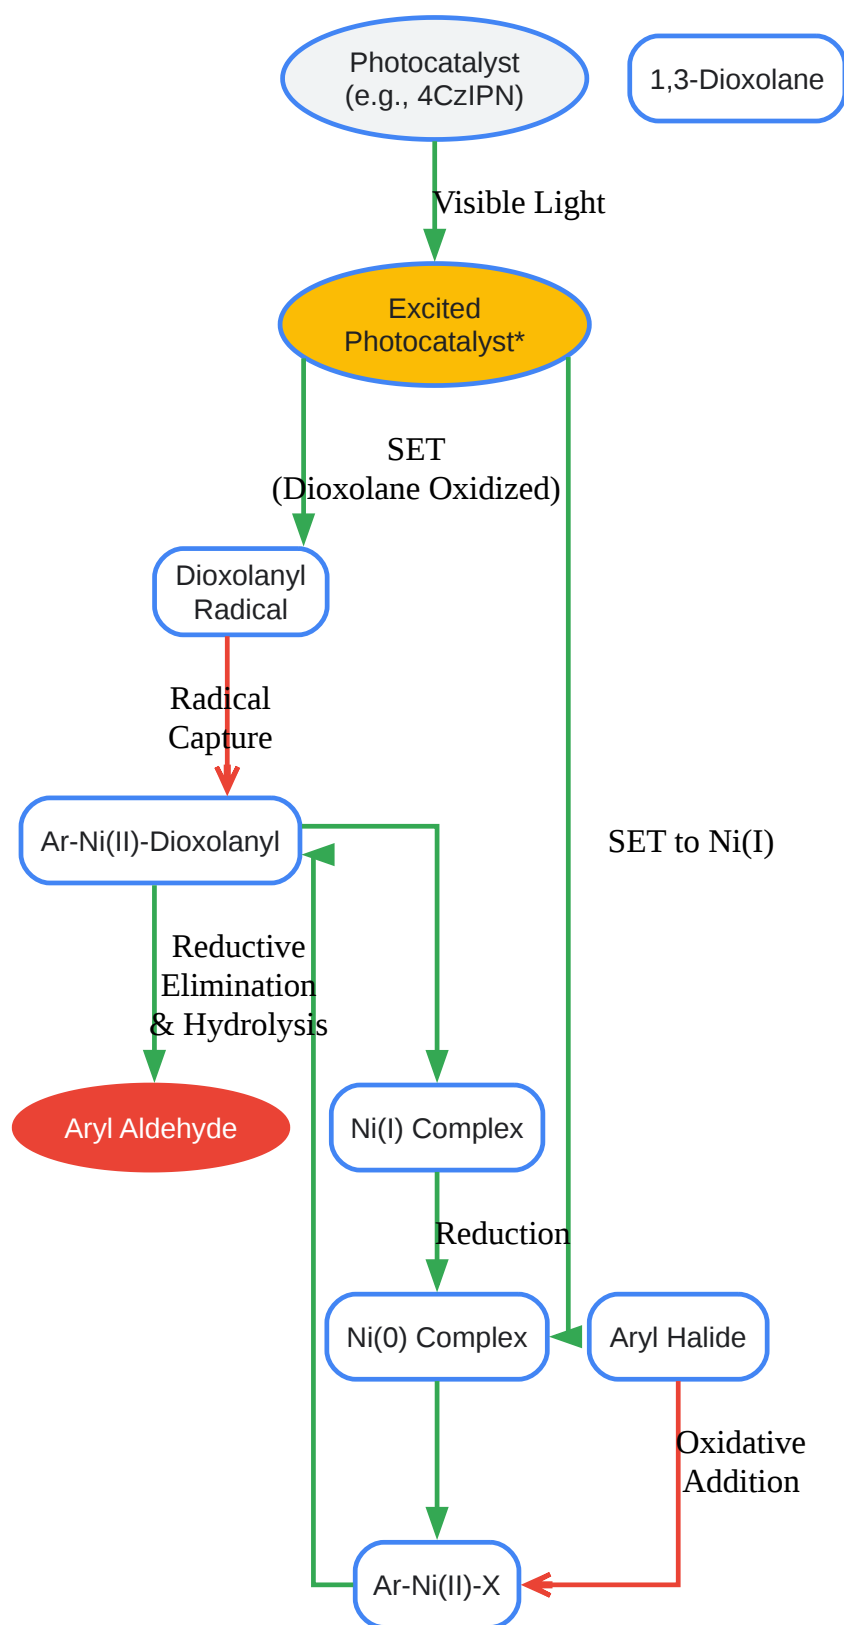 Photocatalyst
(e.g., 4CzIPN)
1,3-Dioxolane
Visible Light
Excited
Photocatalyst*
SET
(Dioxolane Oxidized)
Dioxolanyl
Radical
Radical
Capture
Ar-Ni(II)-Dioxolanyl
SET to Ni(I)
Reductive
Elimination
& Hydrolysis
Aryl Aldehyde
Ni(I) Complex
Reduction
Ni(0) Complex
Aryl Halide
Oxidative
Addition
Ar-Ni(II)-X